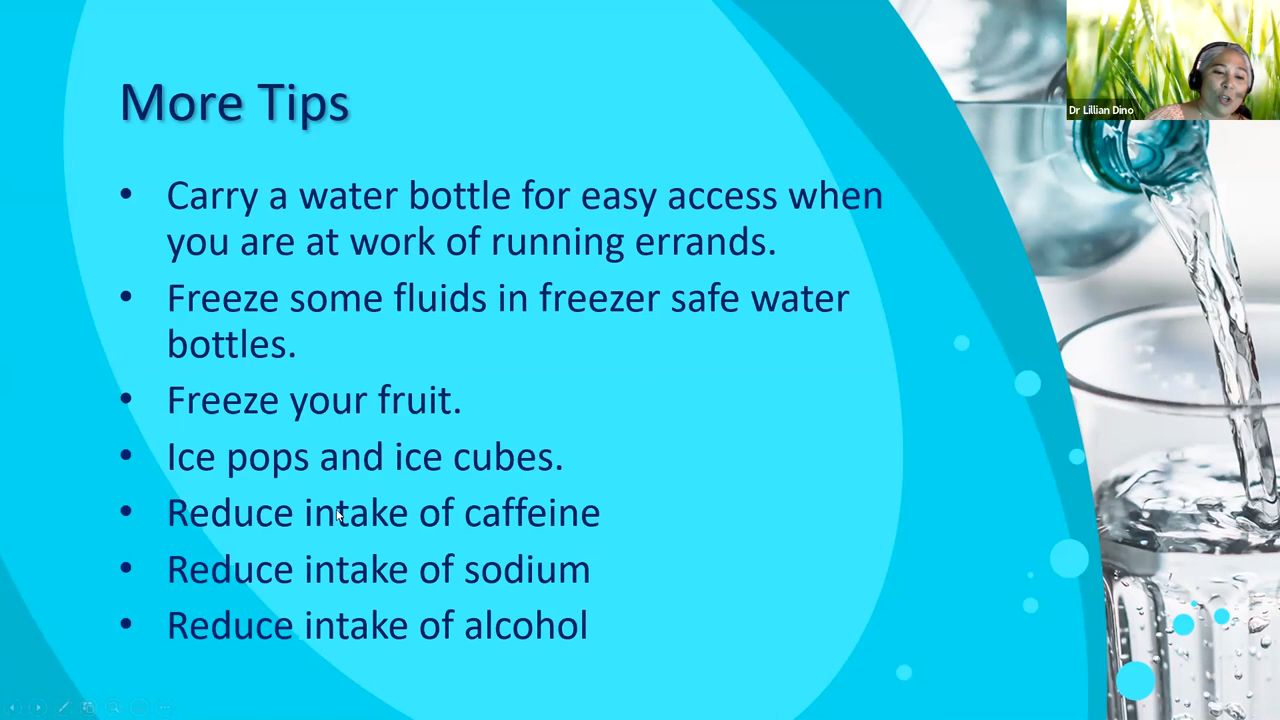 More Tips
Dr Lillian Dino
• Carry a water bottle for easy access when
you are at work of running errands.
• Freeze some fluids in freezer safe water
bottles.
• Freeze your fruit.
• Ice pops and ice cubes.
• Reduce intake of caffeine
• Reduce intake of sodium
• Reduce intake of alcohol